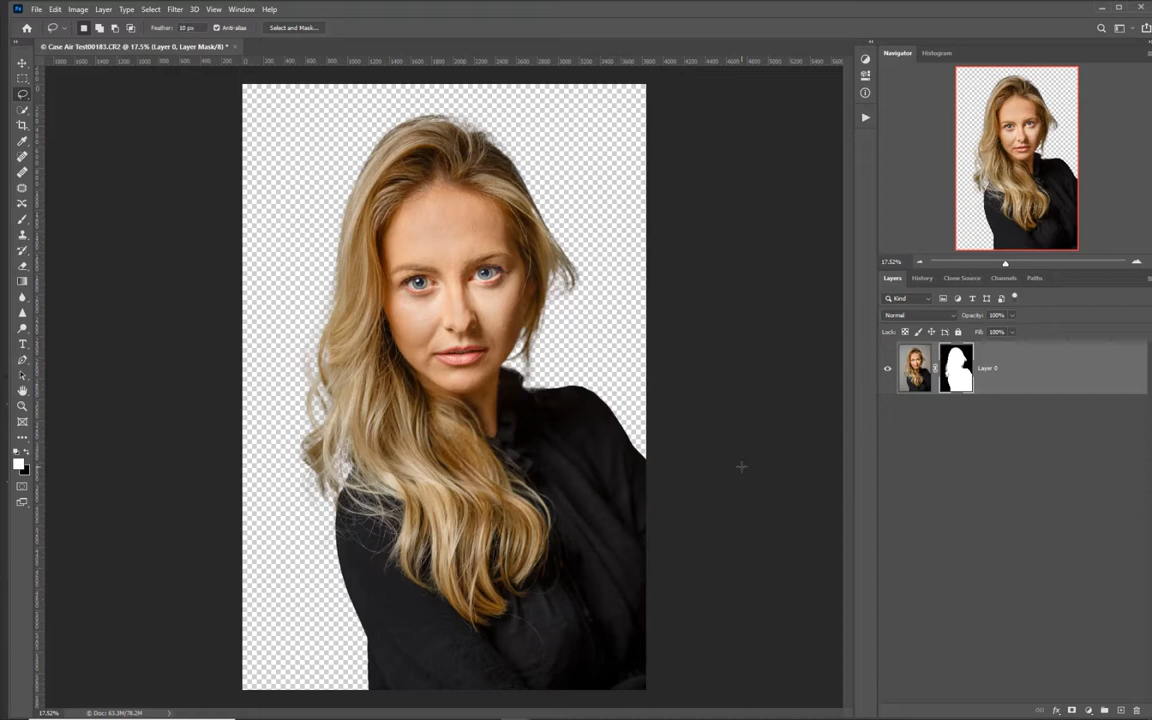 Ps File Edit Image Layer Type Select Filter 3D View Window Help
Feather: 10 px Anti-alias Select and Mask...
© Case Air Test00183.CR2 @ 17.5% (Layer 0, Layer Mask/8) *
Navigator Histogram
17.52%
Layers History Clone Source Channels Paths
Kind
Normal Opacity: 100%
Lock: Fill: 100%
Layer 0
17.52% Doc: 63.3M/78.2M